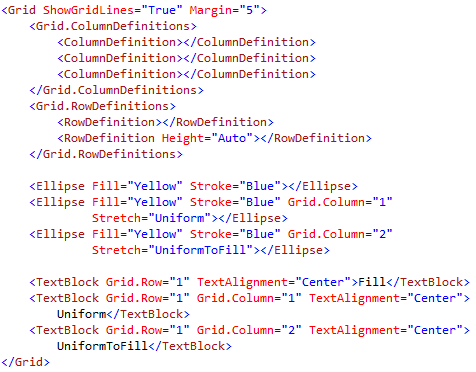 <Grid ShowGridLines="True" Margin="5">
    <Grid.ColumnDefinitions>
        <ColumnDefinition></ColumnDefinition>
        <ColumnDefinition></ColumnDefinition>
        <ColumnDefinition></ColumnDefinition>
    </Grid.ColumnDefinitions>
    <Grid.RowDefinitions>
        <RowDefinition></RowDefinition>
        <RowDefinition Height="Auto"></RowDefinition>
    </Grid.RowDefinitions>

    <Ellipse Fill="Yellow" Stroke="Blue"></Ellipse>
    <Ellipse Fill="Yellow" Stroke="Blue" Grid.Column="1"
             Stretch="Uniform"></Ellipse>
    <Ellipse Fill="Yellow" Stroke="Blue" Grid.Column="2"
             Stretch="UniformToFill"></Ellipse>

    <TextBlock Grid.Row="1" TextAlignment="Center">Fill</TextBlock>
    <TextBlock Grid.Row="1" Grid.Column="1" TextAlignment="Center">
        Uniform</TextBlock>
    <TextBlock Grid.Row="1" Grid.Column="2" TextAlignment="Center">
        UniformToFill</TextBlock>
</Grid>